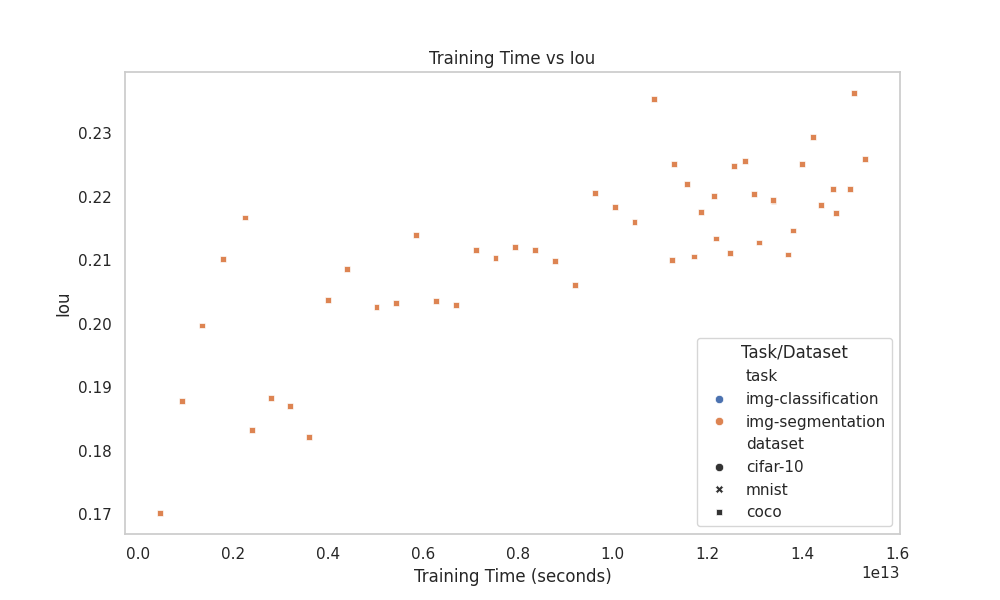 Training Time vs Iou
Iou
0.23
0.22
0.21
0.20
0.19
0.18
0.17
Task/Dataset
task
img-classification
img-segmentation
dataset
cifar-10
mnist
coco
0.0 0.2 0.4 0.6 0.8 1.0 1.2 1.4 1.6
1e13
Training Time (seconds)